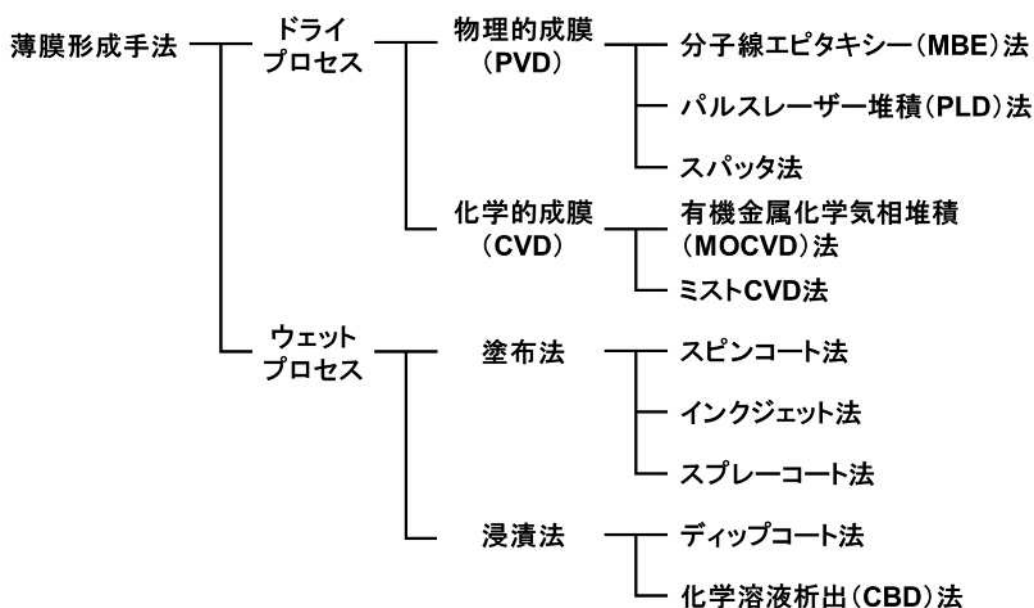 薄膜形成手法
ドライ
プロセス
物理的成膜
(PVD)
分子線エピタキシー(MBE)法
パルスレーザー堆積(PLD)法
スパッタ法
化学的成膜
(CVD)
有機金属化学気相堆積
(MOCVD)法
ミストCVD法
ウェット
プロセス
塗布法
スピンコート法
インクジェット法
スプレーコート法
浸漬法
ディップコート法
化学溶液析出(CBD)法